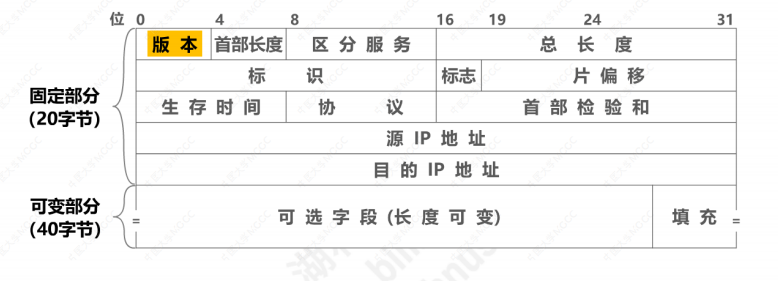 位 0 4 8 16 19 24 31
版本 首部长度 区分服务 总长度
标识 标志 片偏移
固定部分
(20字节)
生存时间 协议 首部检验和
源 IP 地址
目的 IP 地址
可变部分
(40字节)
可选字段 (长度可变) 填充